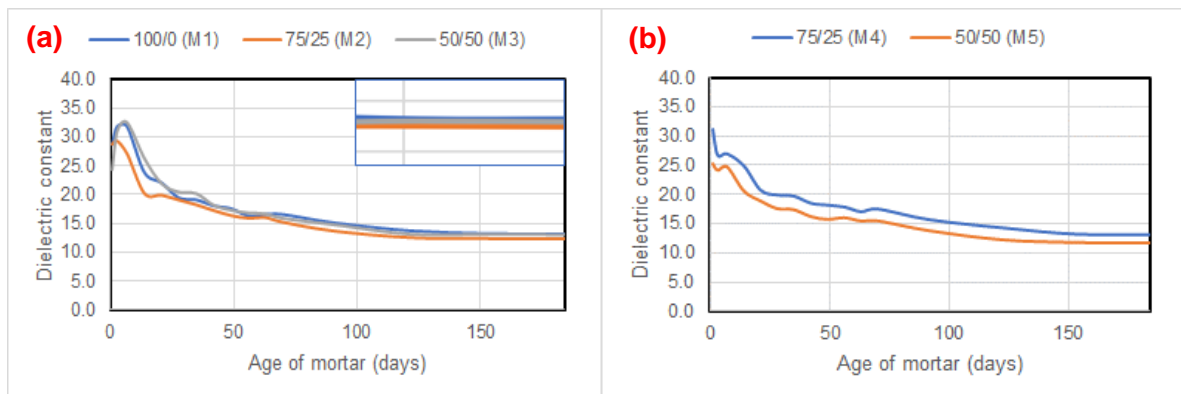 (a)
100/0 (M1) 75/25 (M2) 50/50 (M3)
Dielectric constant
40.0
35.0
30.0
25.0
20.0
15.0
10.0
5.0
0.0
0 50 100 150
Age of mortar (days)
(b)
75/25 (M4) 50/50 (M5)
Dielectric constant
40.0
35.0
30.0
25.0
20.0
15.0
10.0
5.0
0.0
0 50 100 150
Age of mortar (days)